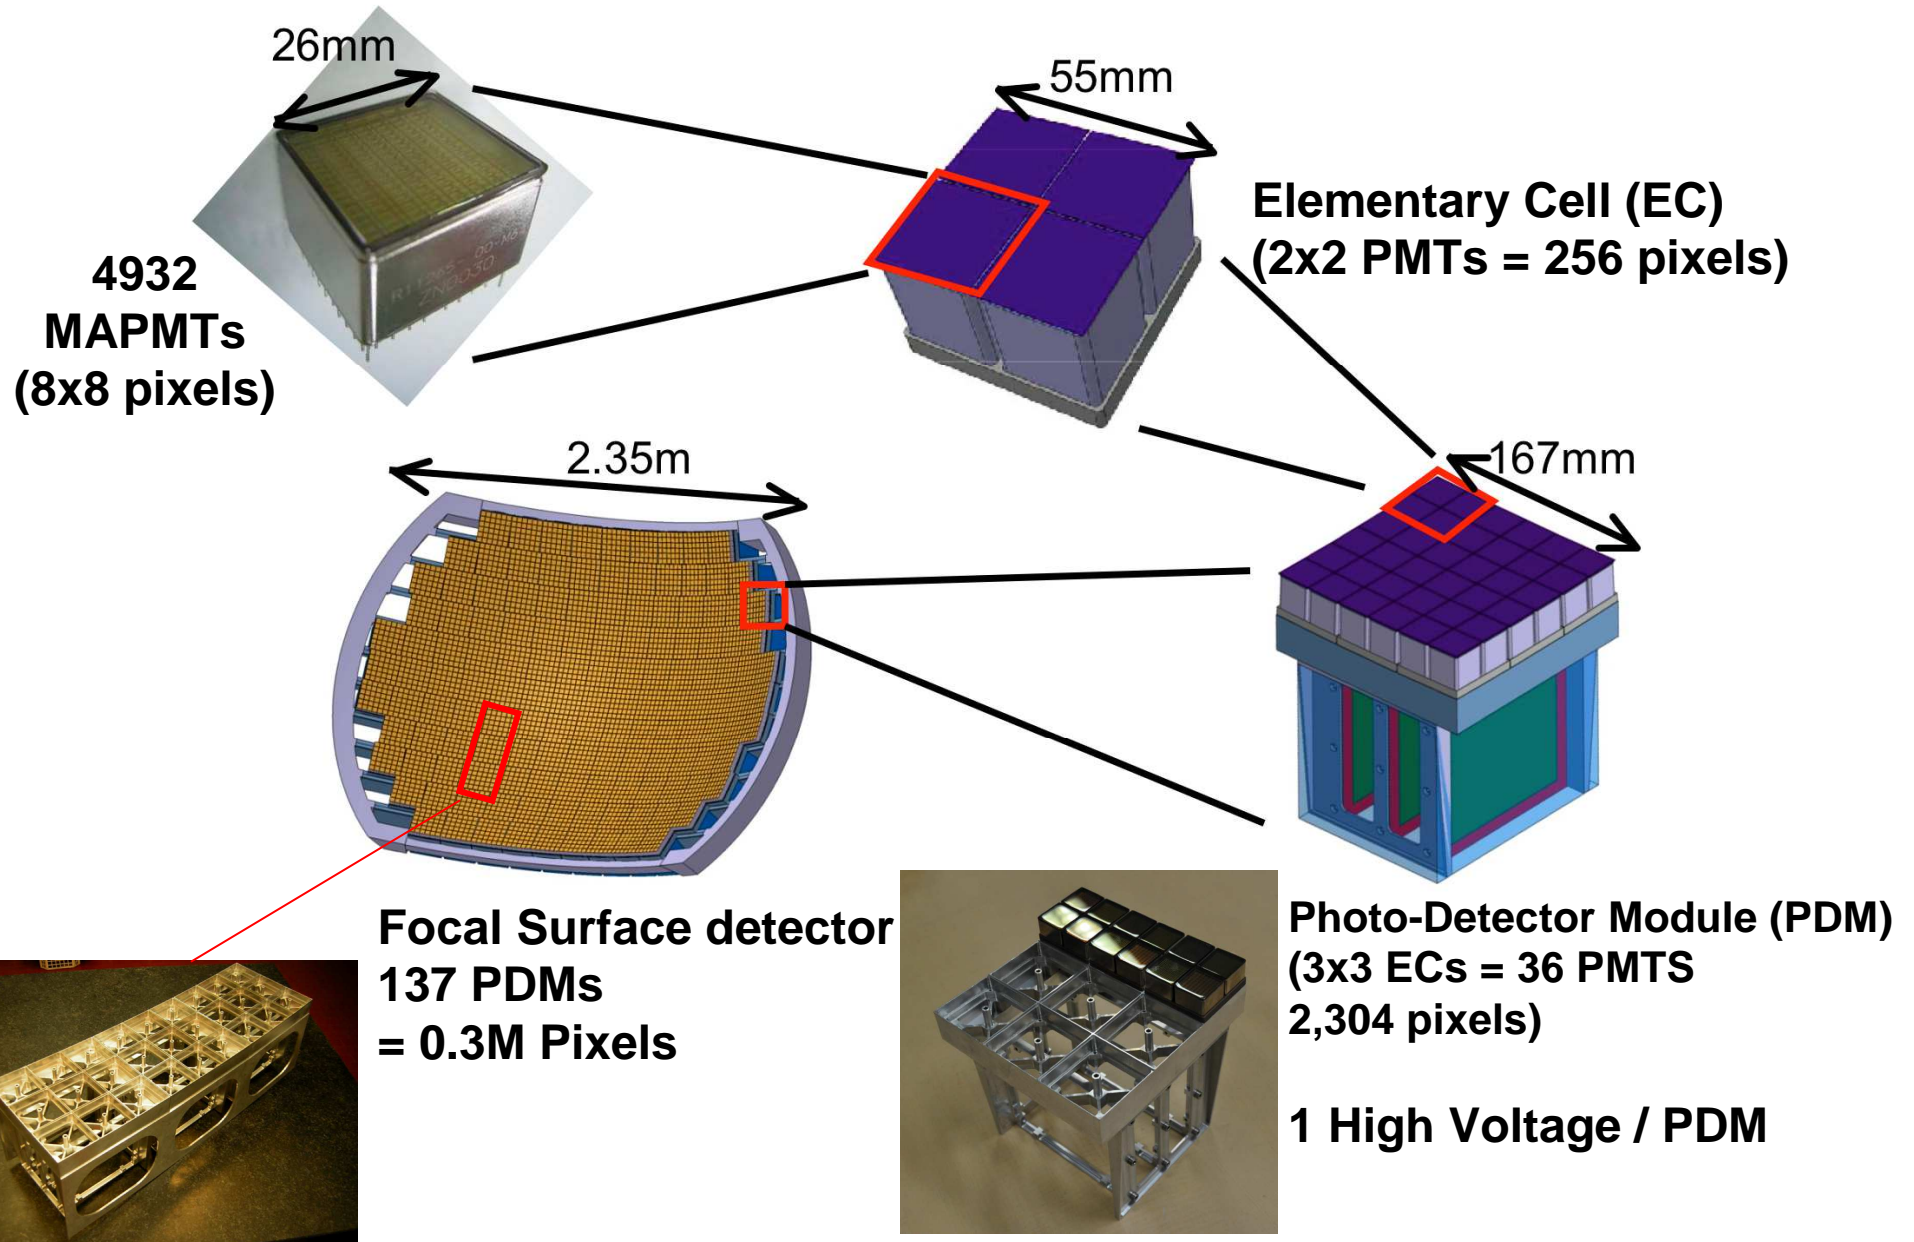 26mm
55mm
Elementary Cell (EC)
(2x2 PMTs = 256 pixels)
4932
MAPMTs
(8x8 pixels)
2.35m
167mm
Focal Surface detector
137 PDMs
= 0.3M Pixels
Photo-Detector Module (PDM)
(3x3 ECs = 36 PMTS
2,304 pixels)
1 High Voltage / PDM